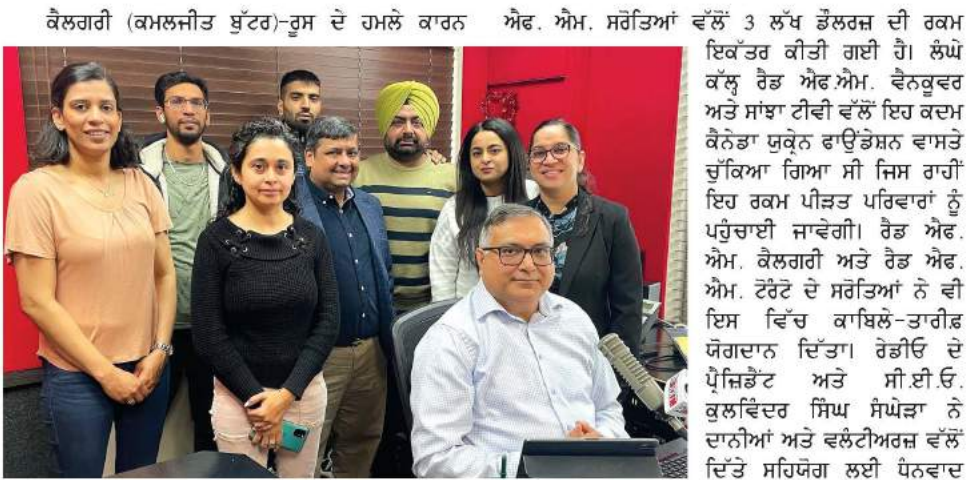 ਕੈਲਗਰੀ (ਕਮਲਜੀਤ ਬੁੱਟਰ)-ਰੂਸ ਦੇ ਹਮਲੇ ਕਾਰਨ
ਐਫ. ਐਮ. ਸਰੋਤਿਆਂ ਵੱਲੋਂ 3 ਲੱਖ ਡੌਲਰਜ਼ ਦੀ ਰਕਮ
ਇਕੱਤਰ ਕੀਤੀ ਗਈ ਹੈ। ਲੰਘੇ
ਕੱਲ੍ਹ ਰੈਡ ਐਫ.ਐਮ. ਵੈਨਕੂਵਰ
ਅਤੇ ਸਾਂਝਾ ਟੀਵੀ ਵੱਲੋਂ ਇਹ ਕਦਮ
ਕੈਨੇਡਾ ਯੁਕ੍ਰੇਨ ਫਾਉਂਡੇਸ਼ਨ ਵਾਸਤੇ
ਚੁੱਕਿਆ ਗਿਆ ਸੀ ਜਿਸ ਰਾਹੀਂ
ਇਹ ਰਕਮ ਪੀੜਤ ਪਰਿਵਾਰਾਂ ਨੂੰ
ਪਹੁੰਚਾਈ ਜਾਵੇਗੀ। ਰੈਡ ਐਫ.
ਐਮ. ਕੈਲਗਰੀ ਅਤੇ ਰੈਡ ਐਫ.
ਐਮ. ਟੋਰੰਟੋ ਦੇ ਸਰੋਤਿਆਂ ਨੇ ਵੀ
ਇਸ ਵਿੱਚ ਕਾਬਿਲੇ-ਤਾਰੀਫ਼
ਯੋਗਦਾਨ ਦਿੱਤਾ। ਰੇਡੀਓ ਦੇ
ਪ੍ਰੈਜ਼ਿਡੈਂਟ ਅਤੇ ਸੀ.ਈ.ਓ.
ਕੁਲਵਿੰਦਰ ਸਿੰਘ ਸੰਘੇੜਾ ਨੇ
ਦਾਨੀਆਂ ਅਤੇ ਵਲੰਟੀਅਰਜ਼ ਵੱਲੋਂ
ਦਿੱਤੇ ਸਹਿਯੋਗ ਲਈ ਧੰਨਵਾਦ